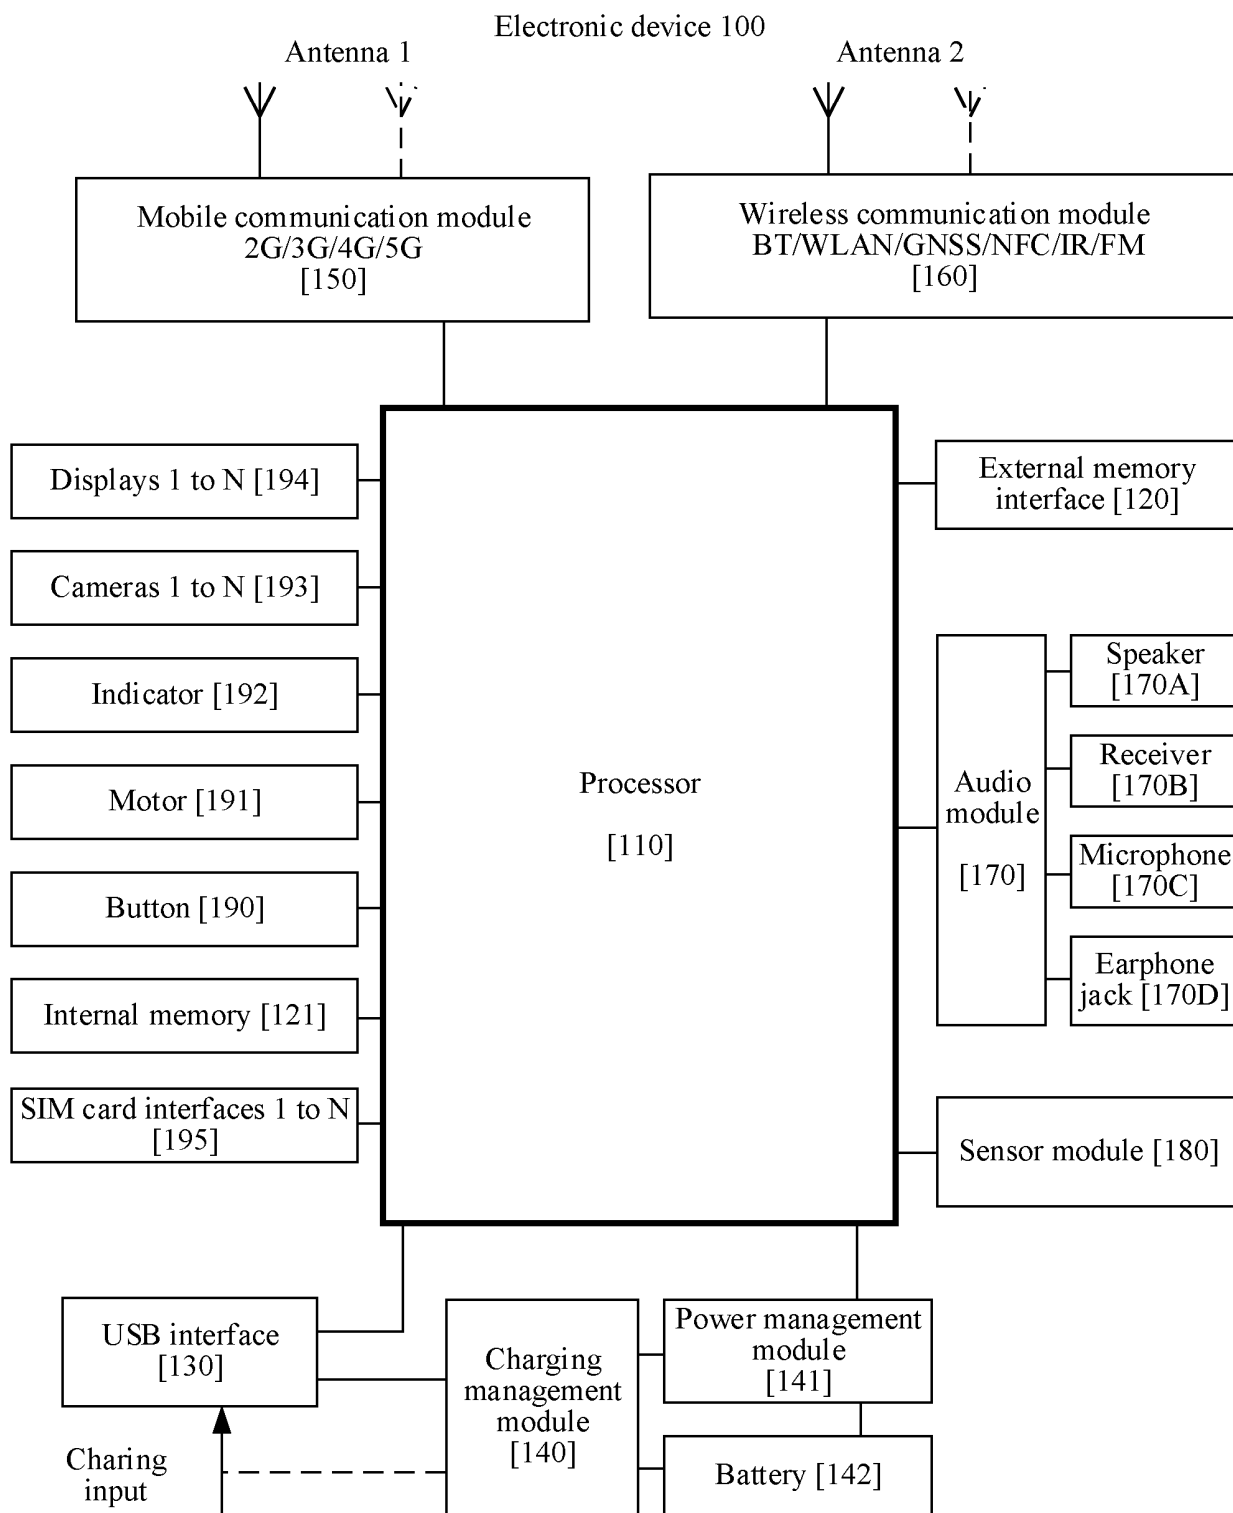 Electronic device 100
Antenna 1
Antenna 2
Mobile communication module
2G/3G/4G/5G
[150]
Wireless communication module
BT/WLAN/GNSS/NFC/IR/FM
[160]
Displays 1 to N [194]
Cameras 1 to N [193]
Indicator [192]
Motor [191]
Button [190]
Internal memory [121]
SIM card interfaces 1 to N
[195]
Processor
[110]
External memory
interface [120]
Audio
module
[170]
Speaker
[170A]
Receiver
[170B]
Microphone
[170C]
Earphone
jack [170D]
Sensor module [180]
USB interface
[130]
Charing
input
Charging
management
module
[140]
Power management
module
[141]
Battery [142]